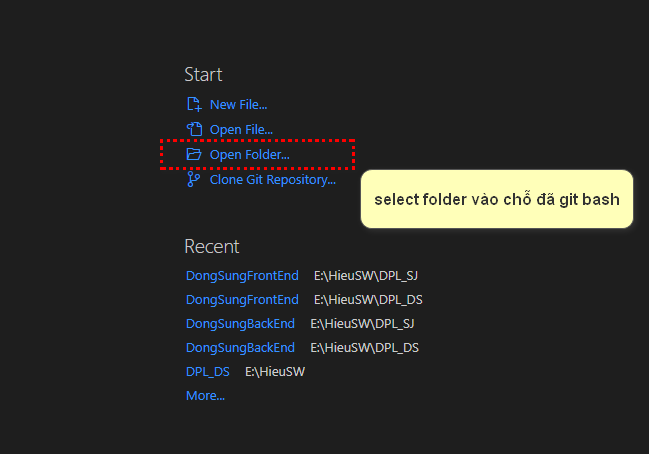 Start
New File...
Open File...
Open Folder...
Clone Git Repository...
select folder vào chỗ đã git bash
Recent
DongSungFrontEnd E:\HieuSW\DPL_SJ
DongSungFrontEnd E:\HieuSW\DPL_DS
DongSungBackEnd E:\HieuSW\DPL_SJ
DongSungBackEnd E:\HieuSW\DPL_DS
DPL_DS E:\HieuSW
More...